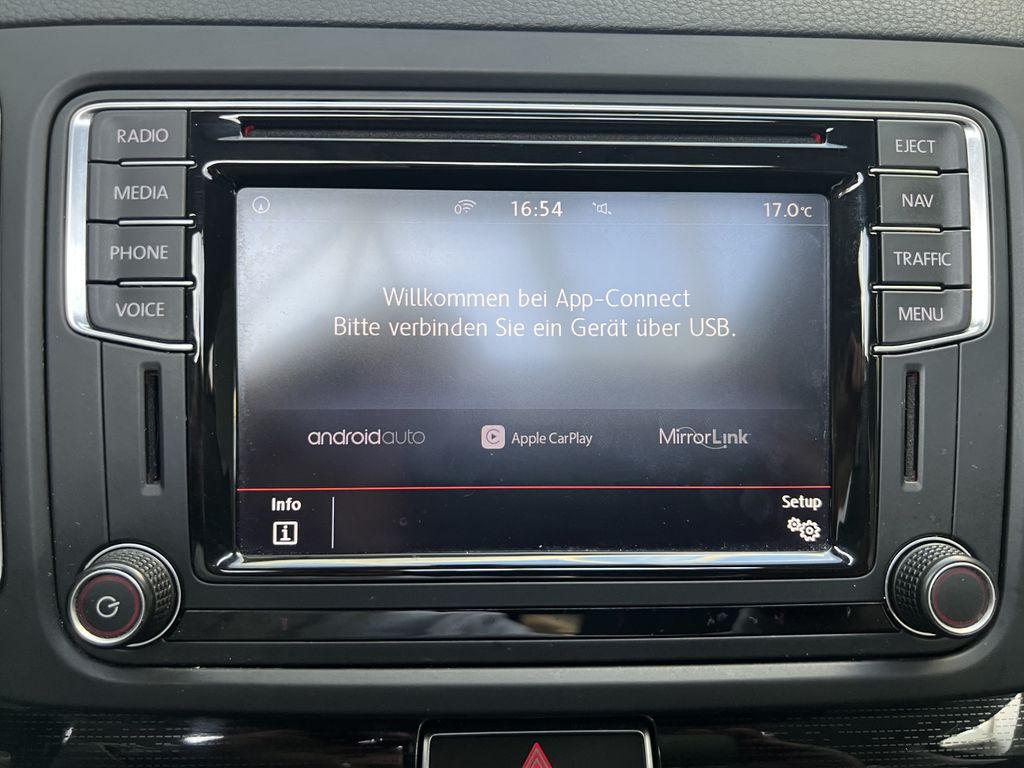 RADIO
MEDIA
PHONE
VOICE
EJECT
NAV
TRAFFIC
MENU
0 16:54 17.0°C
Willkommen bei App-Connect
Bitte verbinden Sie ein Gerät über USB.
androidauto Apple CarPlay MirrorLink
Info Setup
i